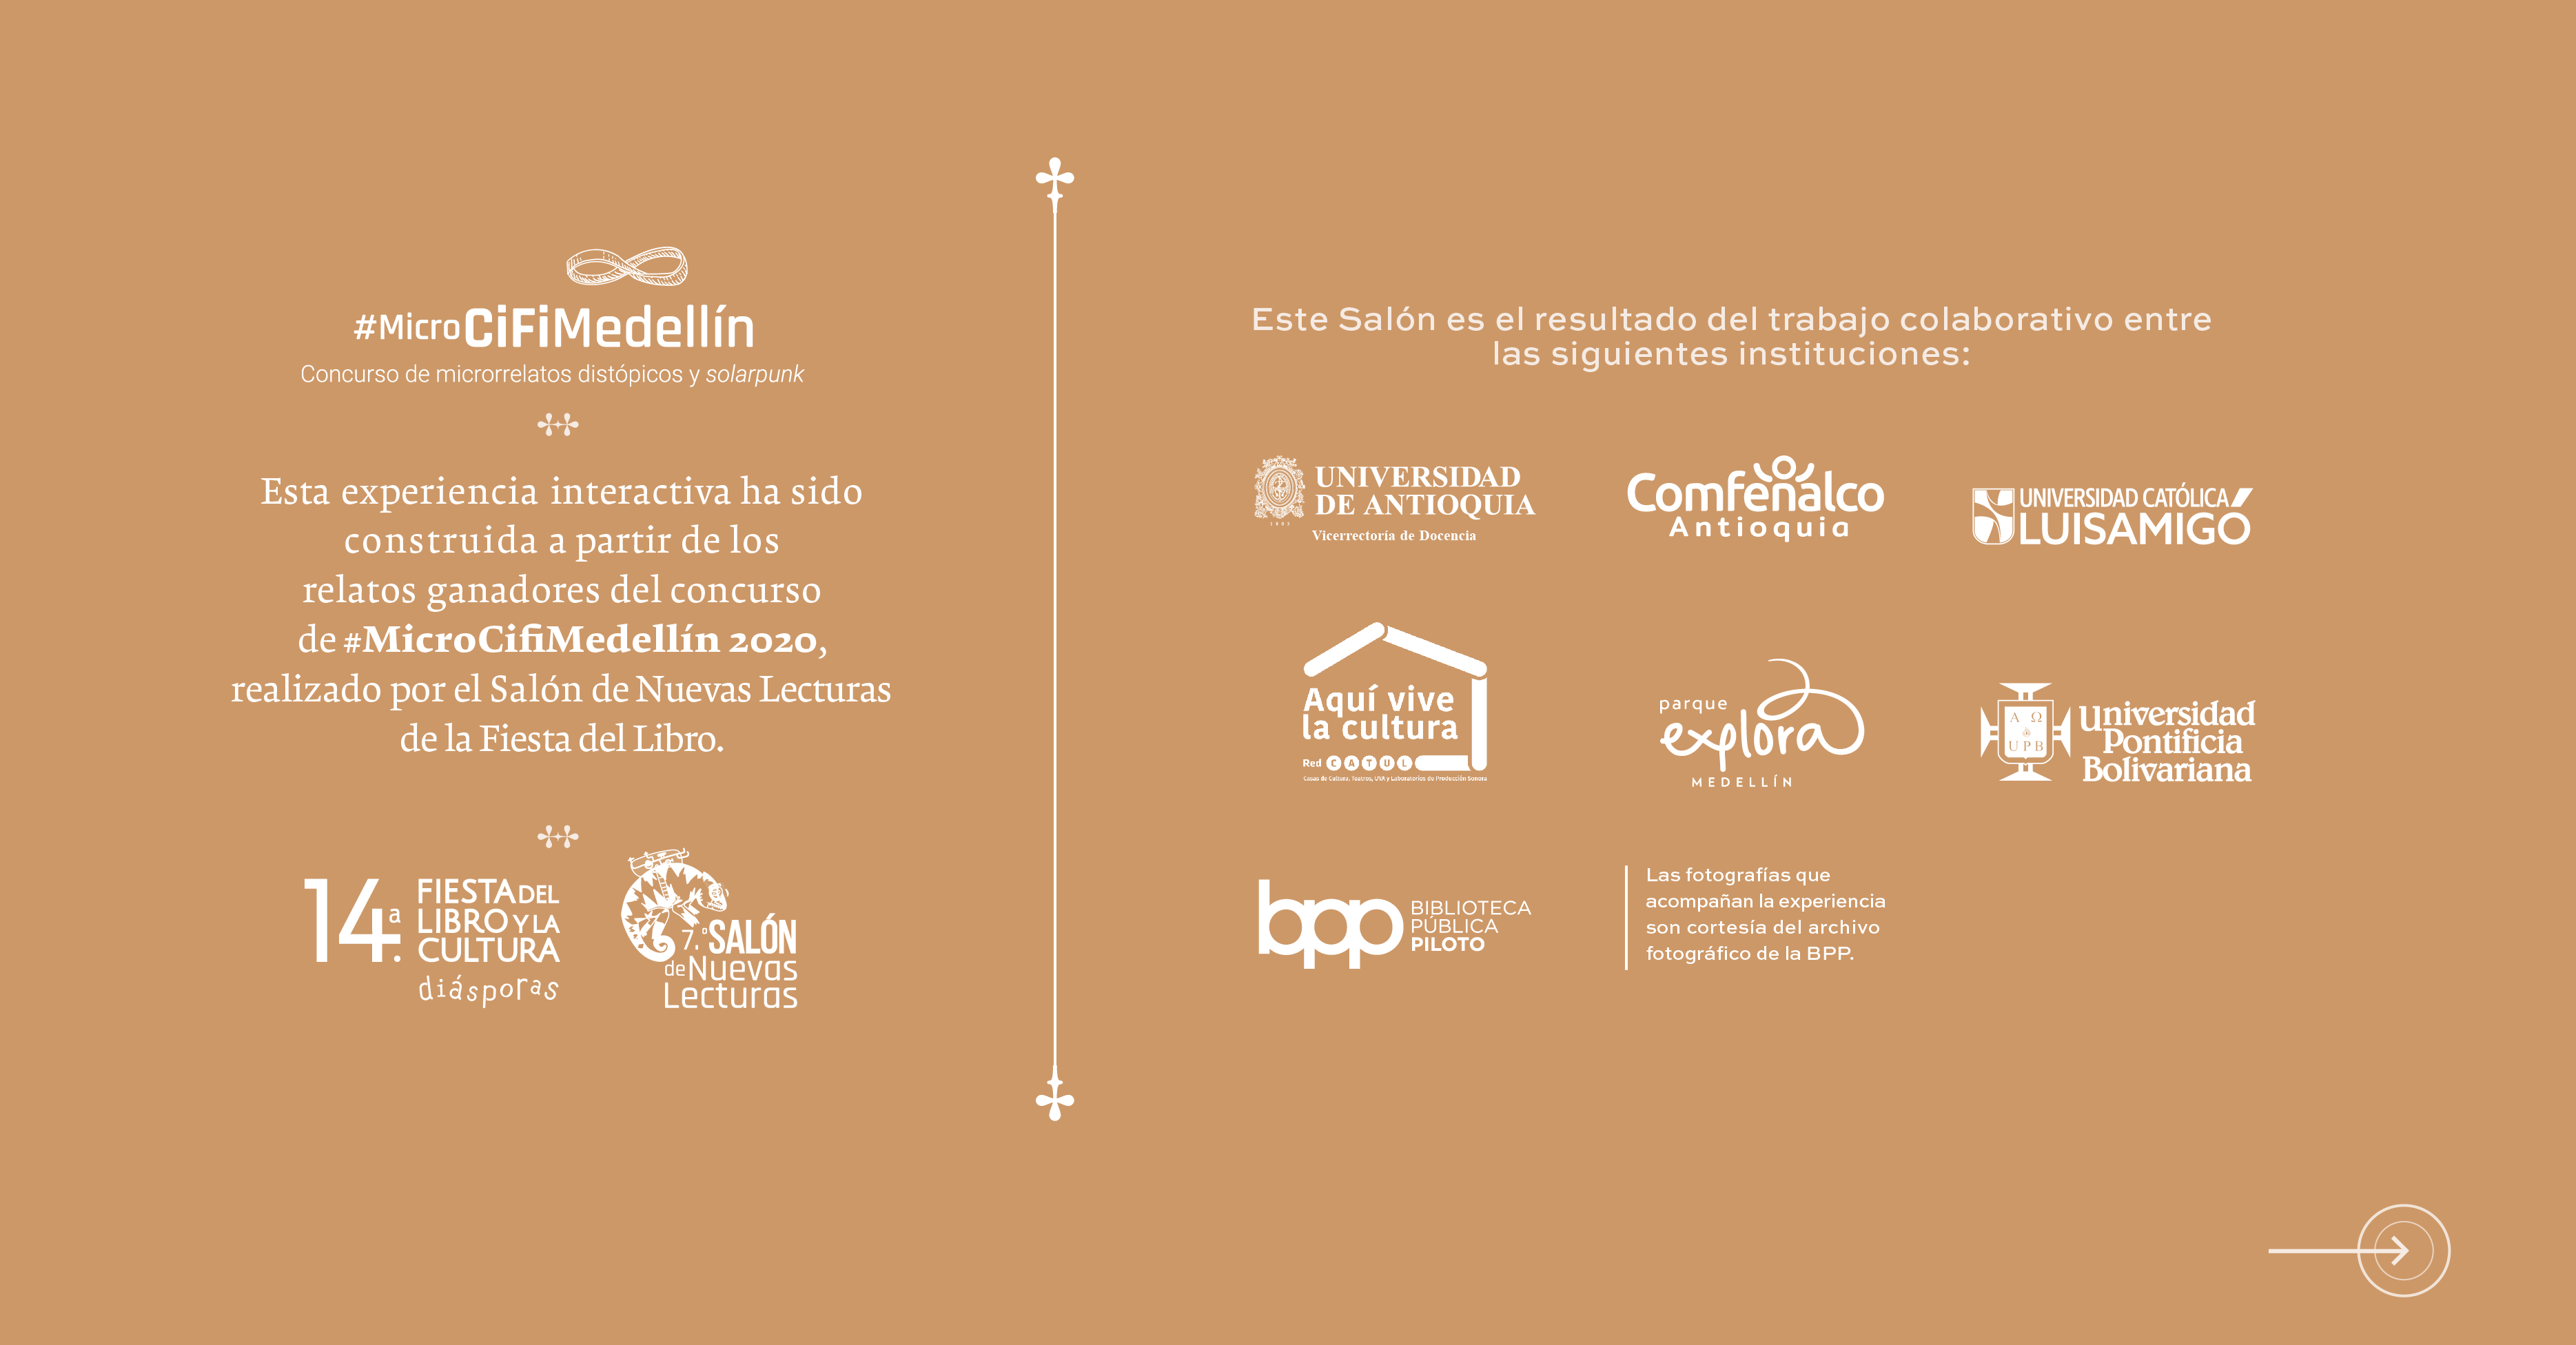 #MicroCiFiMedellín
Concurso de microrrelatos distópicos y solarpunk
Esta experiencia interactiva ha sido
construida a partir de los
relatos ganadores del concurso
de #MicroCifiMedellín 2020,
realizado por el Salón de Nuevas Lecturas
de la Fiesta del Libro.
14.ª
FIESTA DEL
LIBRO Y LA
CULTURA
diásporas
7.º SALÓN
de Nuevas
Lecturas
Este Salón es el resultado del trabajo colaborativo entre
las siguientes instituciones:
UNIVERSIDAD
DE ANTIOQUIA
1803
Vicerrectoría de Docencia
Comfenalco
Antioquia
UNIVERSIDAD CATÓLICA
LUIS AMIGÓ
Aquí vive
la cultura
Red CATUL
Casas de Cultura, Teatros, UVA y Laboratorios de Producción Sonora
parque
explora
MEDELLÍN
A Ω
UPB
Universidad
Pontificia
Bolivariana
bpp
BIBLIOTECA
PÚBLICA
PILOTO
Las fotografías que
acompañan la experiencia
son cortesía del archivo
fotográfico de la BPP.